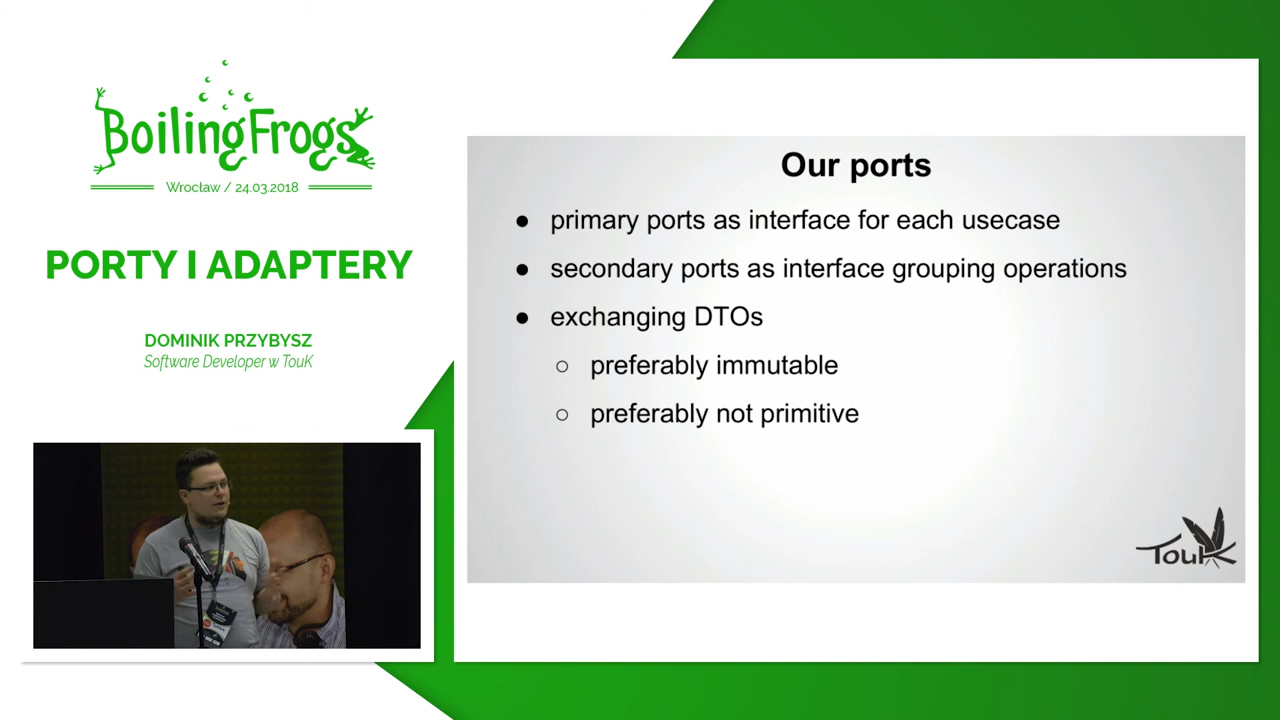 BoilingFrogs
Wrocław / 24.03.2018
PORTY I ADAPTERY
DOMINIK PRZYBYSZ
Software Developer w TouK
Our ports
● primary ports as interface for each usecase
● secondary ports as interface grouping operations
● exchanging DTOs
○ preferably immutable
○ preferably not primitive
TouK